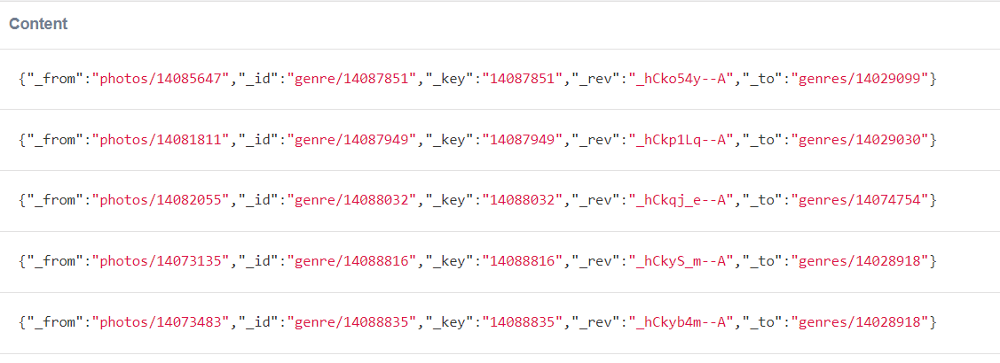 Content
{"_from":"photos/14085647","_id":"genre/14087851","_key":"14087851","_rev":"_hCko54y--A","_to":"genres/14029099"}
{"_from":"photos/14081811","_id":"genre/14087949","_key":"14087949","_rev":"_hCkp1Lq--A","_to":"genres/14029030"}
{"_from":"photos/14082055","_id":"genre/14088032","_key":"14088032","_rev":"_hCkqj_e--A","_to":"genres/14074754"}
{"_from":"photos/14073135","_id":"genre/14088816","_key":"14088816","_rev":"_hCkyS_m--A","_to":"genres/14028918"}
{"_from":"photos/14073483","_id":"genre/14088835","_key":"14088835","_rev":"_hCkyb4m--A","_to":"genres/14028918"}